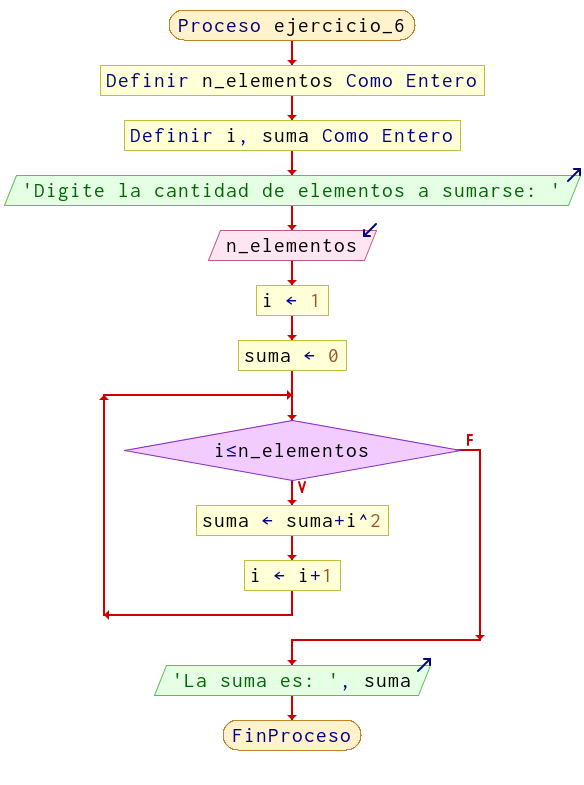 Proceso ejercicio_6
Definir n_elementos Como Entero
Definir i, suma Como Entero
'Digite la cantidad de elementos a sumarse: '
n_elementos
i ← 1
suma ← 0
i≤n_elementos
F
V
suma ← suma+i^2
i ← i+1
'La suma es: ', suma
FinProceso